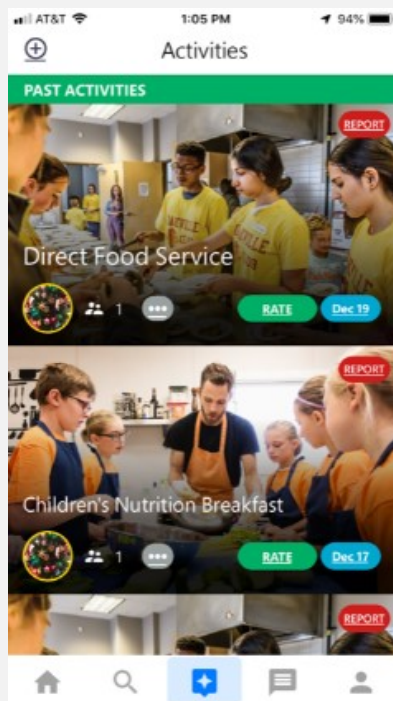 AT&T 1:05 PM 94%
Activities
PAST ACTIVITIES
REPORT
Direct Food Service
1 RATE Dec 19
REPORT
Children's Nutrition Breakfast
1 RATE Dec 17
REPORT